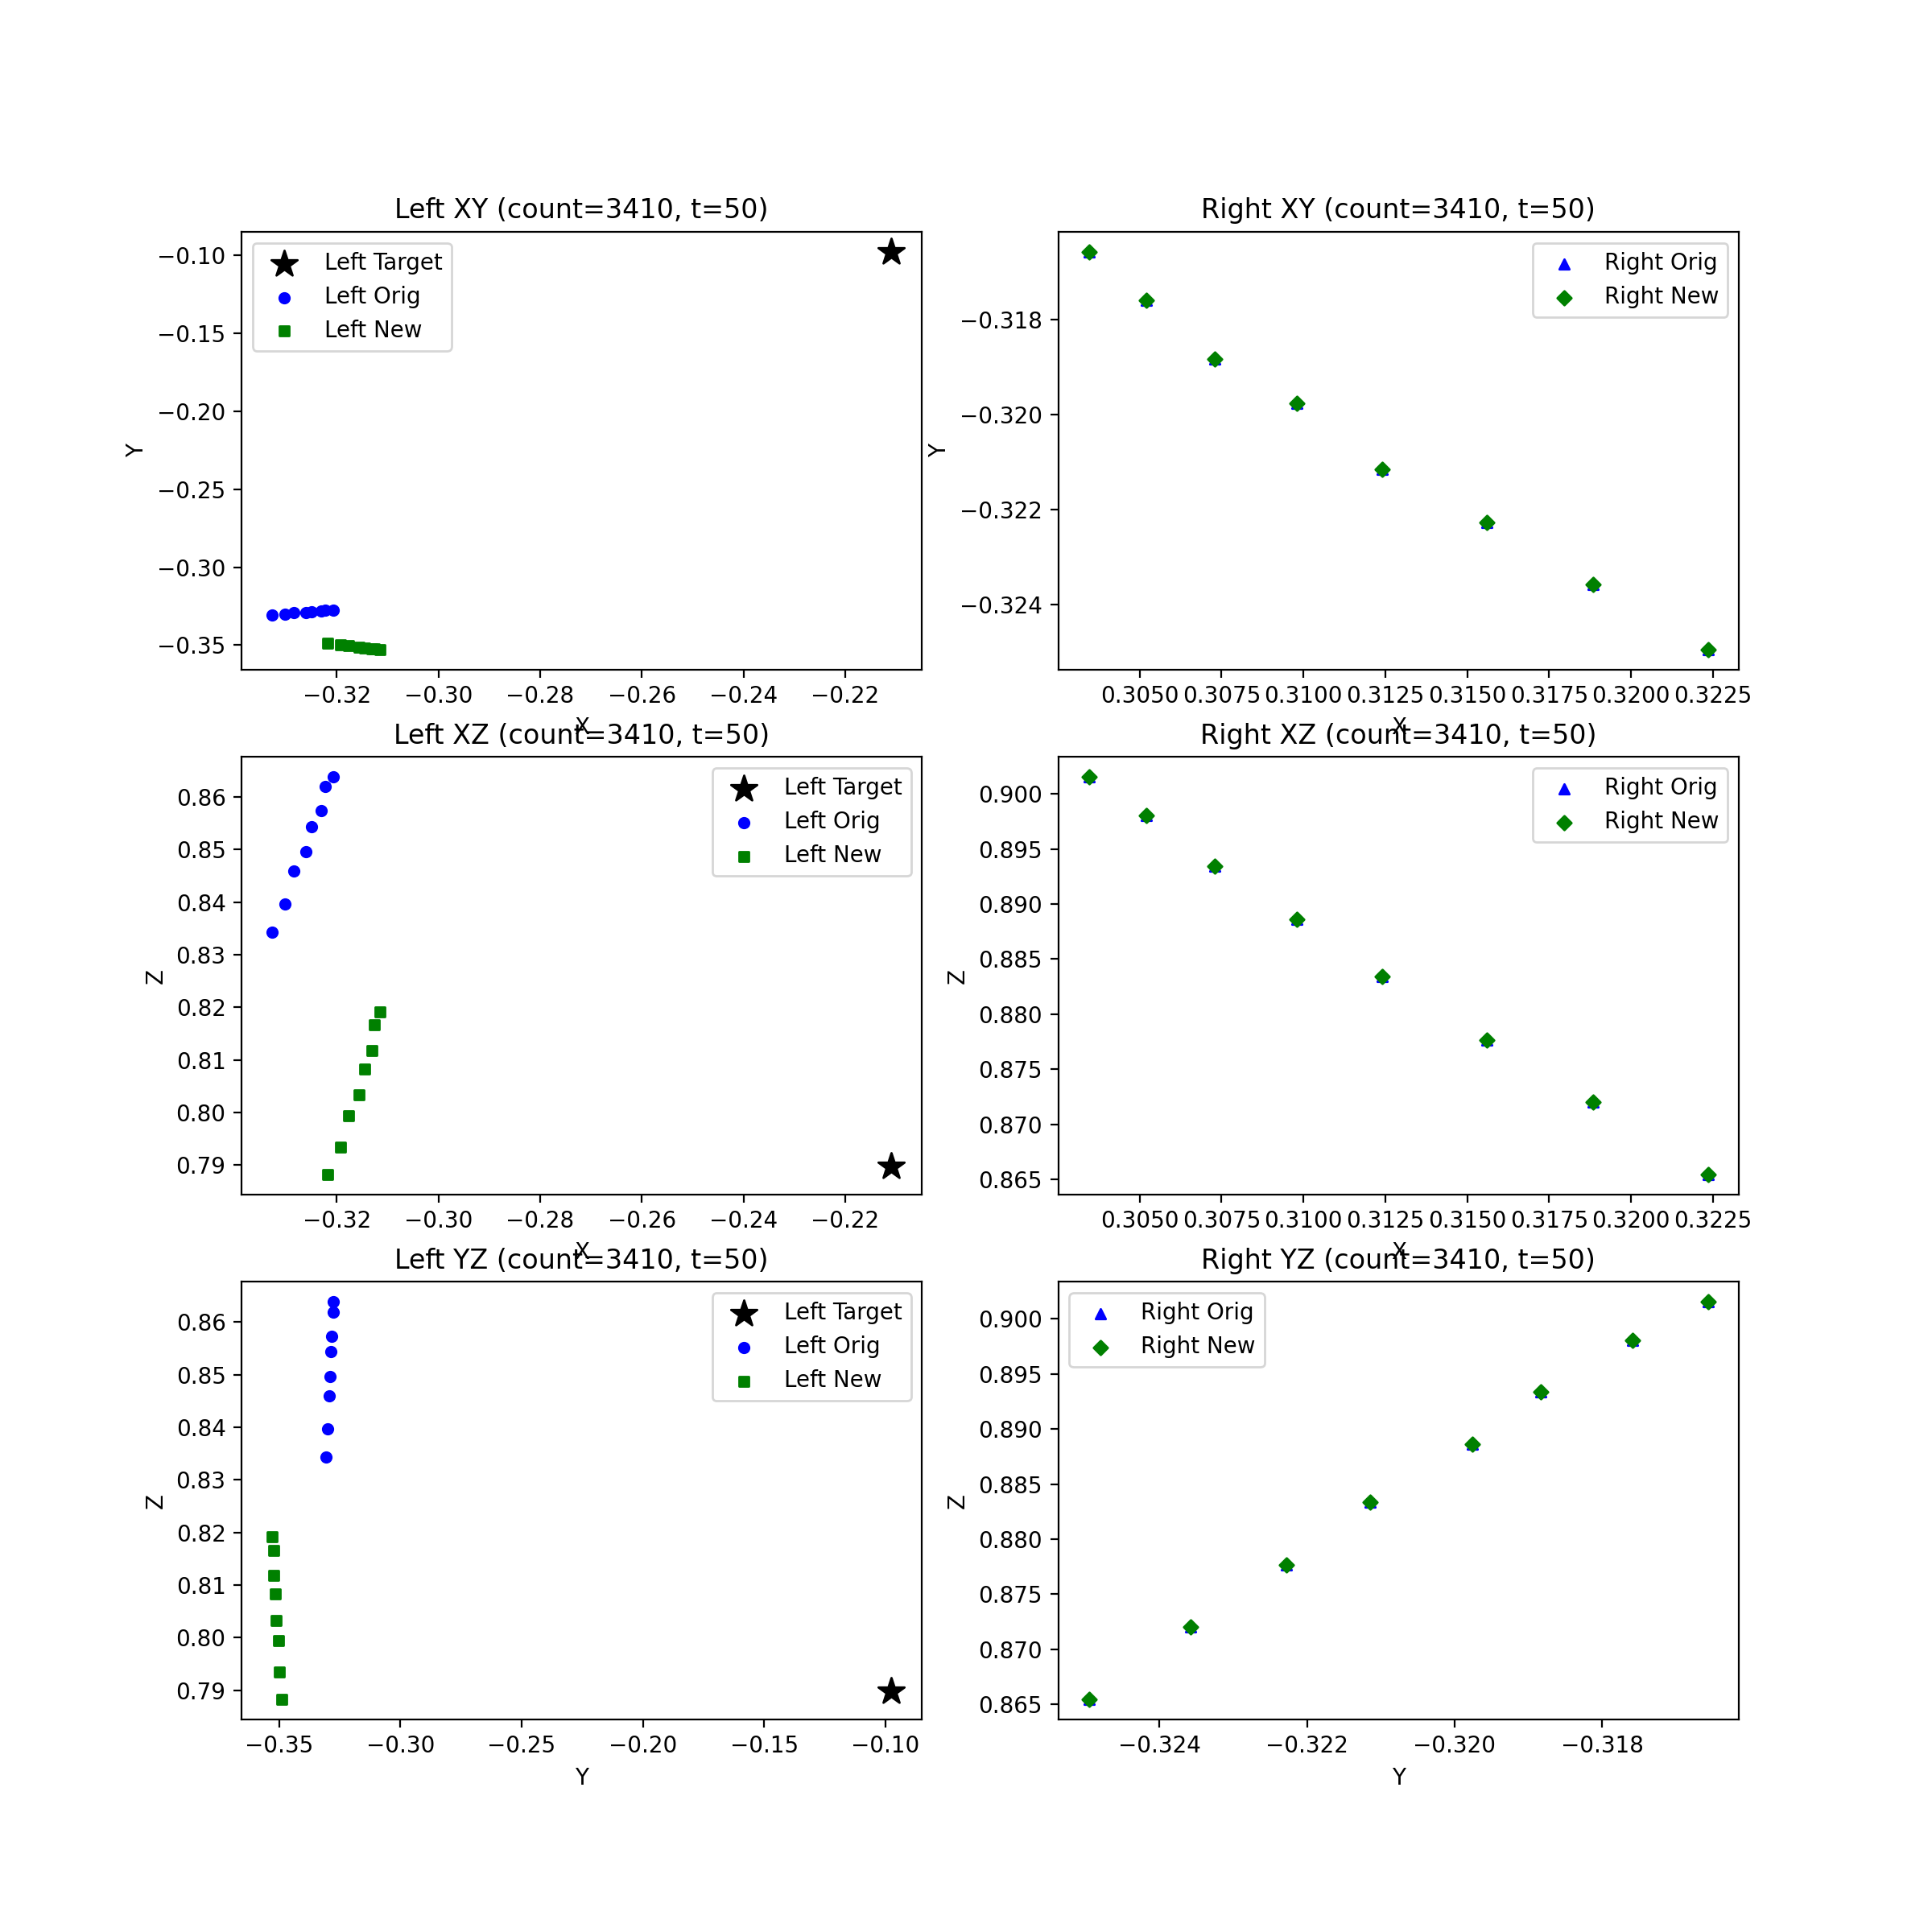 Left XY (count=3410, t=50)
Left Target
Left Orig
Left New
−0.10
−0.15
−0.20
−0.25
−0.30
−0.35
Y
−0.32 −0.30 −0.28 −0.26 −0.24 −0.22
X
Right XY (count=3410, t=50)
Right Orig
Right New
−0.318
−0.320
−0.322
−0.324
Y
0.3050 0.3075 0.3100 0.3125 0.3150 0.3175 0.3200 0.3225
X
Left XZ (count=3410, t=50)
Left Target
Left Orig
Left New
0.86
0.85
0.84
0.83
0.82
0.81
0.80
0.79
Z
−0.32 −0.30 −0.28 −0.26 −0.24 −0.22
X
Right XZ (count=3410, t=50)
Right Orig
Right New
0.900
0.895
0.890
0.885
0.880
0.875
0.870
0.865
Z
0.3050 0.3075 0.3100 0.3125 0.3150 0.3175 0.3200 0.3225
X
Left YZ (count=3410, t=50)
Left Target
Left Orig
Left New
0.86
0.85
0.84
0.83
0.82
0.81
0.80
0.79
Z
−0.35 −0.30 −0.25 −0.20 −0.15 −0.10
Y
Right YZ (count=3410, t=50)
Right Orig
Right New
0.900
0.895
0.890
0.885
0.880
0.875
0.870
0.865
Z
−0.324 −0.322 −0.320 −0.318
Y